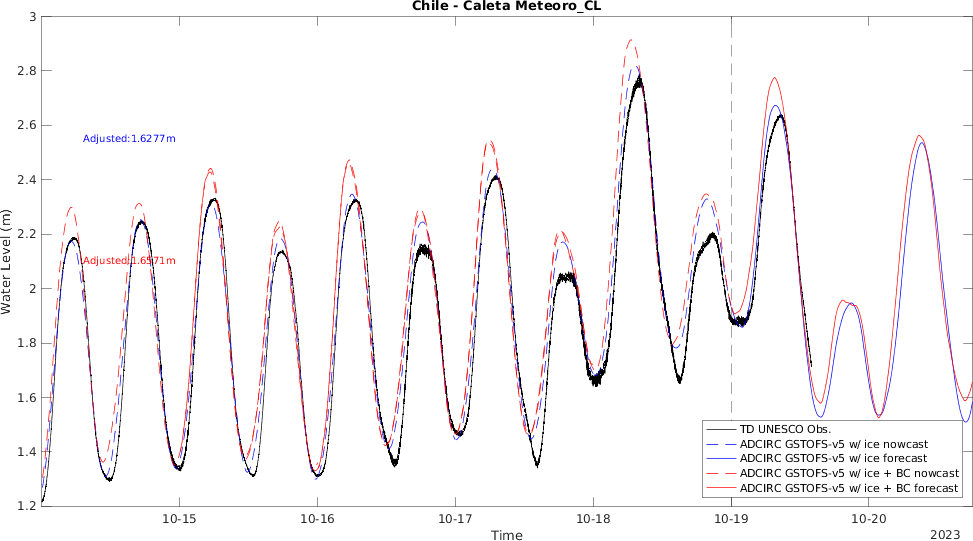 Chile - Caleta Meteoro_CL
3
2.8
2.6
2.4
2.2
2
1.8
1.6
1.4
1.2
Water Level (m)
Adjusted:1.6277m
Adjusted:1.6571m
TD UNESCO Obs.
ADCIRC GSTOFS-v5 w/ ice nowcast
ADCIRC GSTOFS-v5 w/ ice forecast
ADCIRC GSTOFS-v5 w/ ice + BC nowcast
ADCIRC GSTOFS-v5 w/ ice + BC forecast
10-15
10-16
10-17
10-18
10-19
10-20
Time
2023